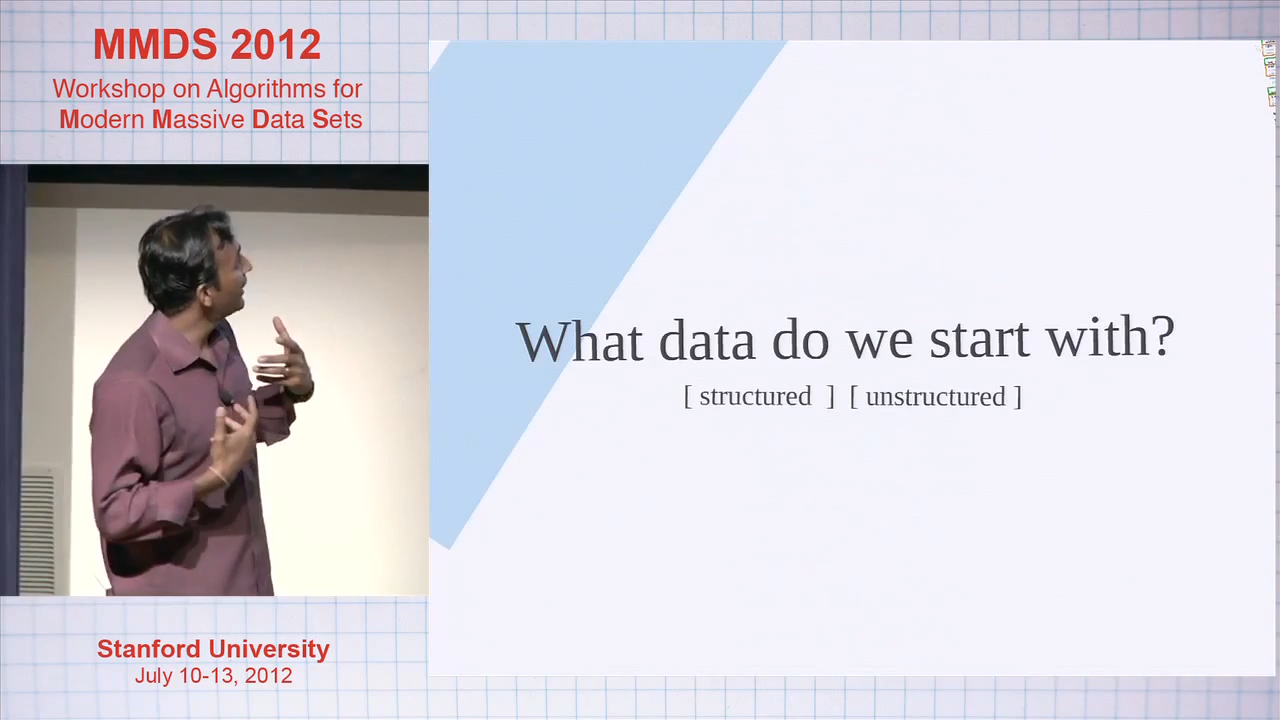 MMDS 2012
Workshop on Algorithms for
Modern Massive Data Sets
What data do we start with?
[ structured ] [ unstructured ]
Stanford University
July 10-13, 2012